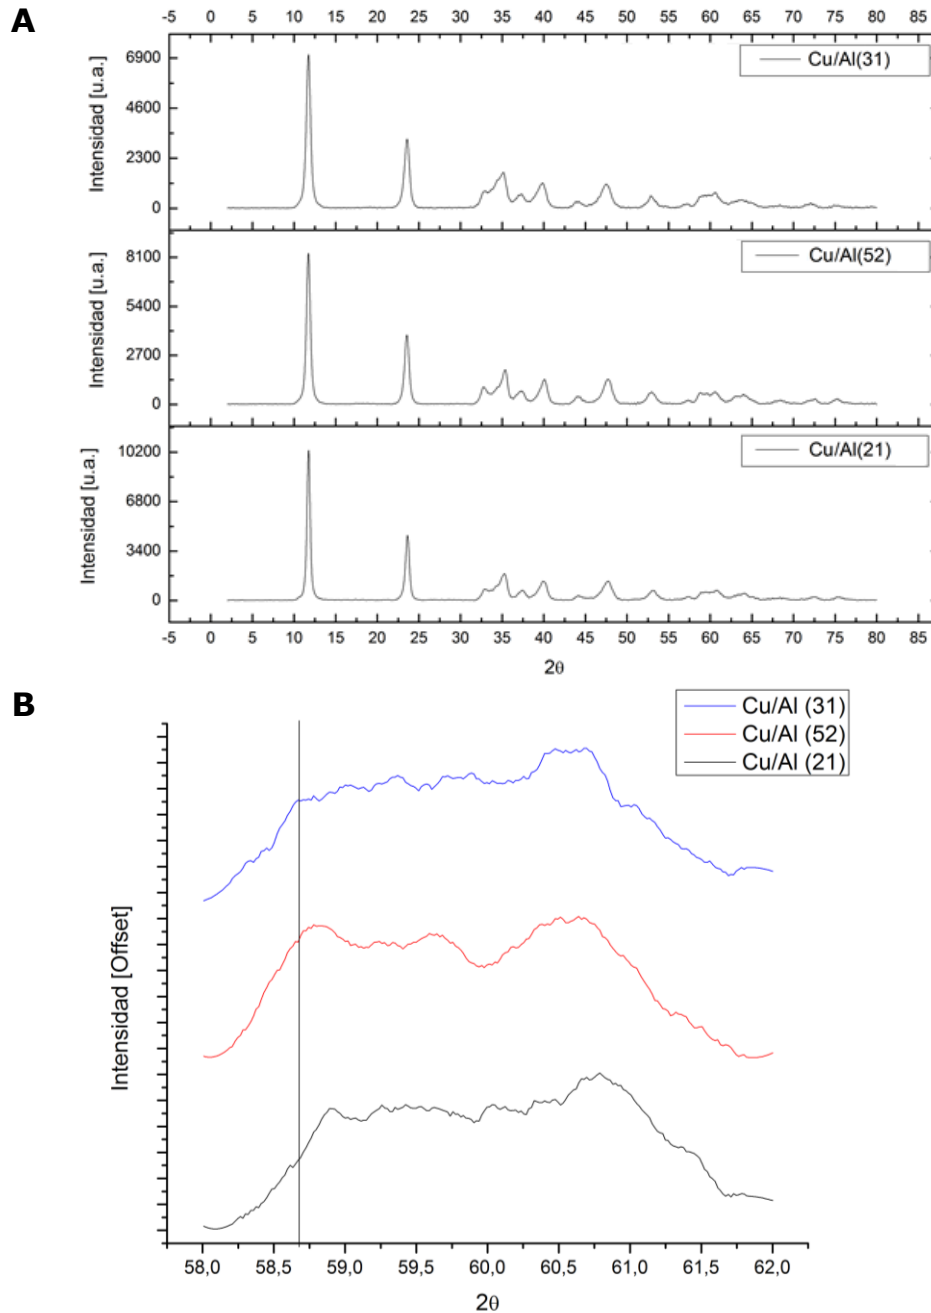 A
-5 0 5 10 15 20 25 30 35 40 45 50 55 60 65 70 75 80 85
Intensidad [u.a.]
6900
4600
2300
0
Cu/Al(31)
Intensidad [u.a.]
8100
5400
2700
0
Cu/Al(52)
Intensidad [u.a.]
10200
6800
3400
0
Cu/Al(21)
-5 0 5 10 15 20 25 30 35 40 45 50 55 60 65 70 75 80 85
2θ
B
Cu/Al (31)
Cu/Al (52)
Cu/Al (21)
Intensidad [Offset]
58,0 58,5 59,0 59,5 60,0 60,5 61,0 61,5 62,0
2θ